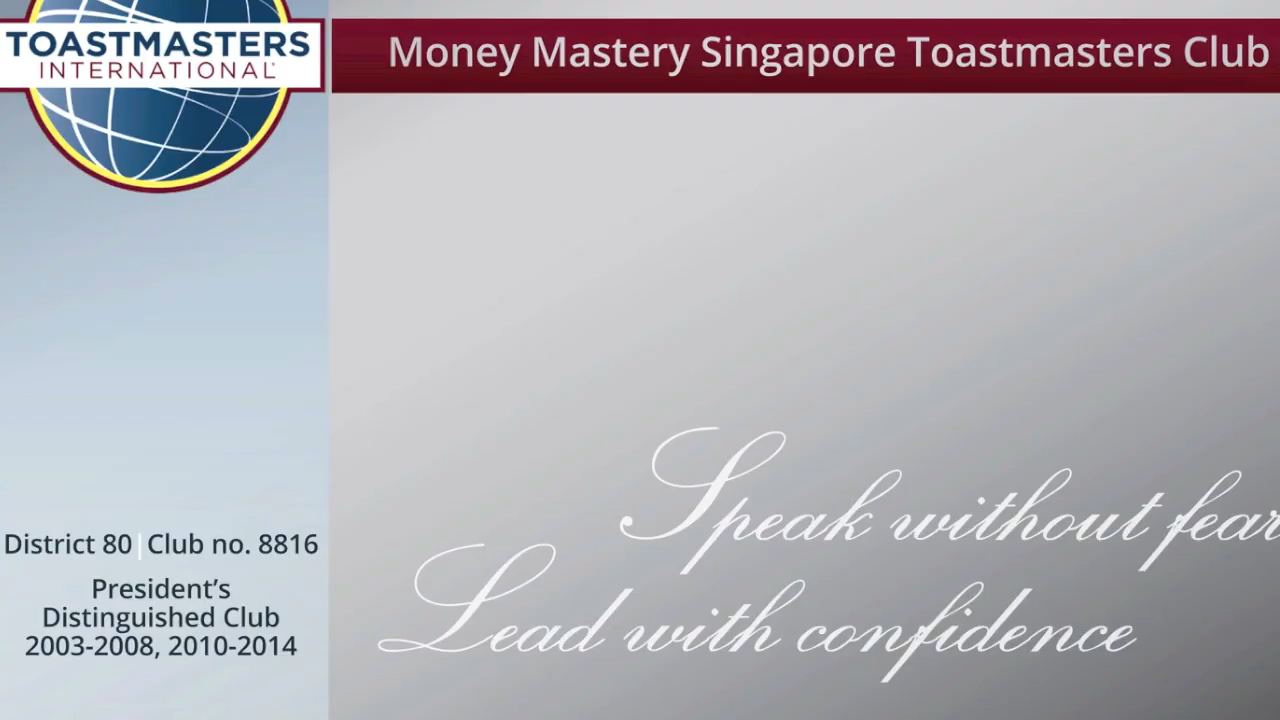 TOASTMASTERS
INTERNATIONAL
Money Mastery Singapore Toastmasters Club
Speak without fear
Lead with confidence
District 80 | Club no. 8816
President’s
Distinguished Club
2003-2008, 2010-2014